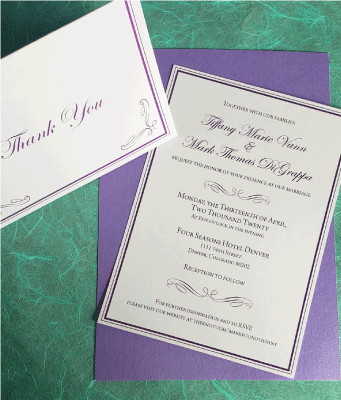 Thank You
Together with our families
Tiffany Marie Vann
&
Mark Thomas DiGrappa
request the honor of your presence at our marriage.
Monday, the Thirteenth of April,
Two Thousand Twenty
At five o'clock in the evening
Four Seasons Hotel Denver
1111 14th Street
Denver, Colorado 80202
Reception to follow
For further information and to RSVP,
please visit our website at